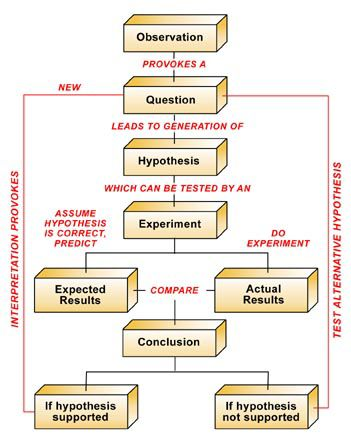 Observation
PROVOKES A
NEW
Question
LEADS TO GENERATION OF
Hypothesis
WHICH CAN BE TESTED BY AN
ASSUME
HYPOTHESIS
IS CORRECT,
PREDICT
Experiment
DO
EXPERIMENT
Expected
Results
COMPARE
Actual
Results
Conclusion
If hypothesis
supported
If hypothesis
not supported
INTERPRETATION PROVOKES
TEST ALTERNATIVE HYPOTHESIS